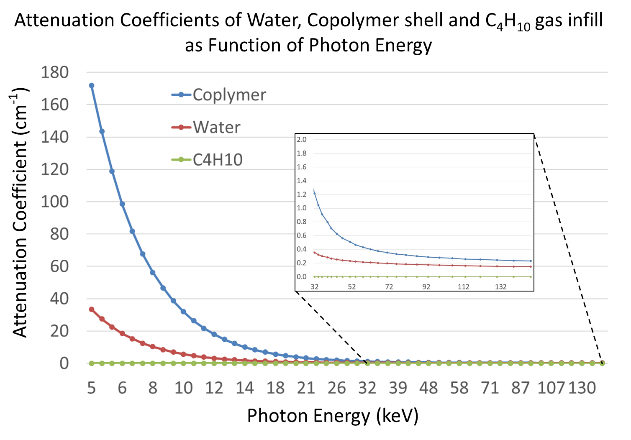 Attenuation Coefficients of Water, Copolymer shell and C₄H₁₀ gas infill
as Function of Photon Energy
Attenuation Coefficient (cm⁻¹)
180
160
140
120
100
80
60
40
20
0
Coplymer
Water
C4H10
2.0
1.8
1.6
1.4
1.2
1.0
0.8
0.6
0.4
0.2
0.0
32 52 72 92 112 132
5 6 8 10 12 14 18 21 26 32 39 48 58 71 87 107 130
Photon Energy (keV)